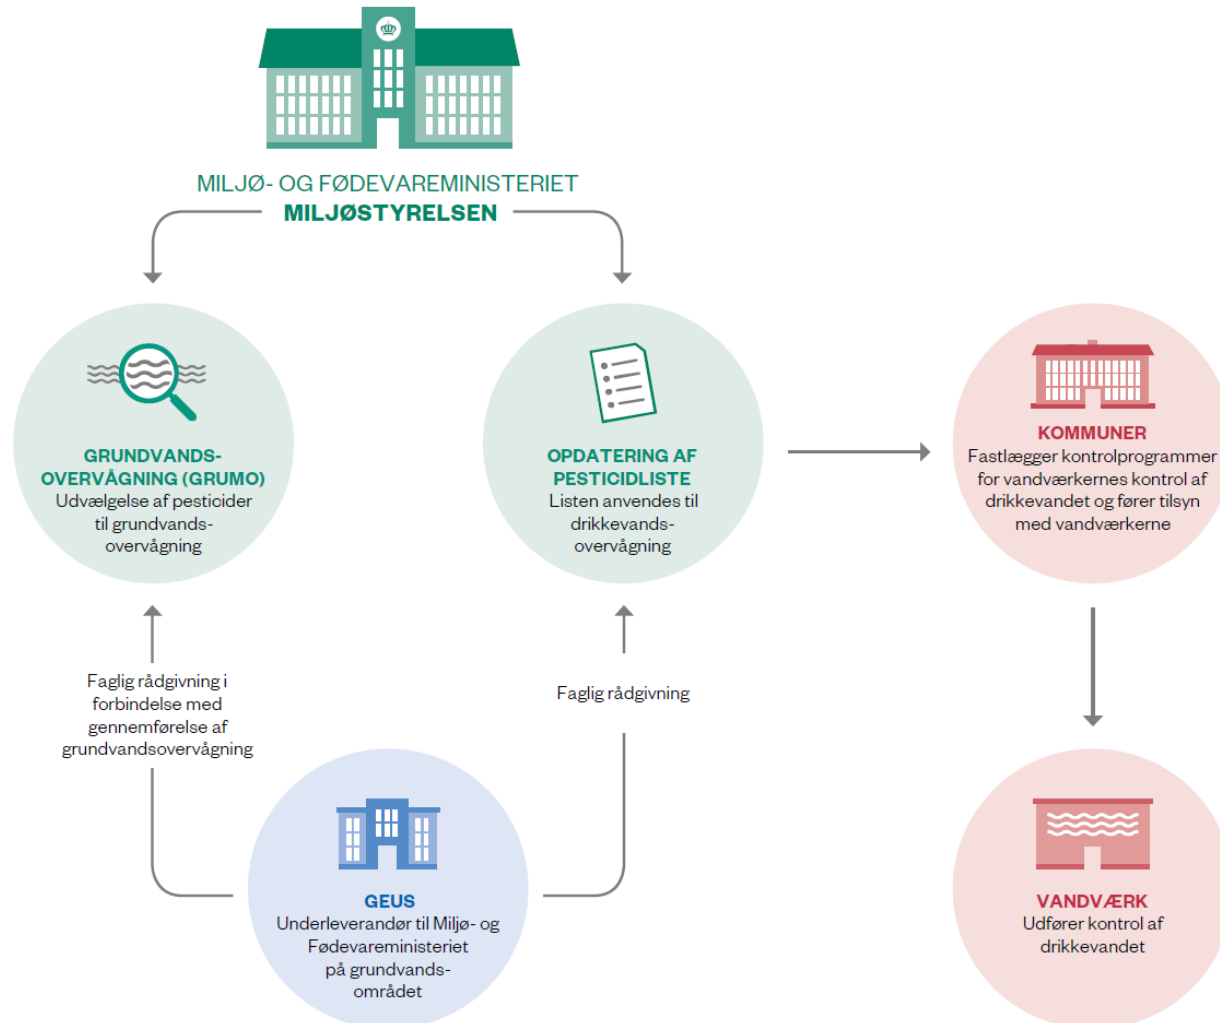 MILJØ- OG FØDEVAREMINISTERIET
MILJØSTYRELSEN
GRUNDVANDS-
OVERVÅGNING (GRUMO)
Udvælgelse af pesticider
til grundvands-
overvågning
OPDATERING AF
PESTICIDLISTE
Listen anvendes til
drikkevands-
overvågning
KOMMUNER
Fastlægger kontrolprogrammer
for vandværkernes kontrol af
drikkevandet og fører tilsyn
med vandværkerne
Faglig rådgivning i
forbindelse med
gennemførelse af
grundvandsovervågning
Faglig rådgivning
GEUS
Underleverandør til Miljø- og
Fødevareministeriet
på grundvands-
området
VANDVÆRK
Udfører kontrol af
drikkevandet